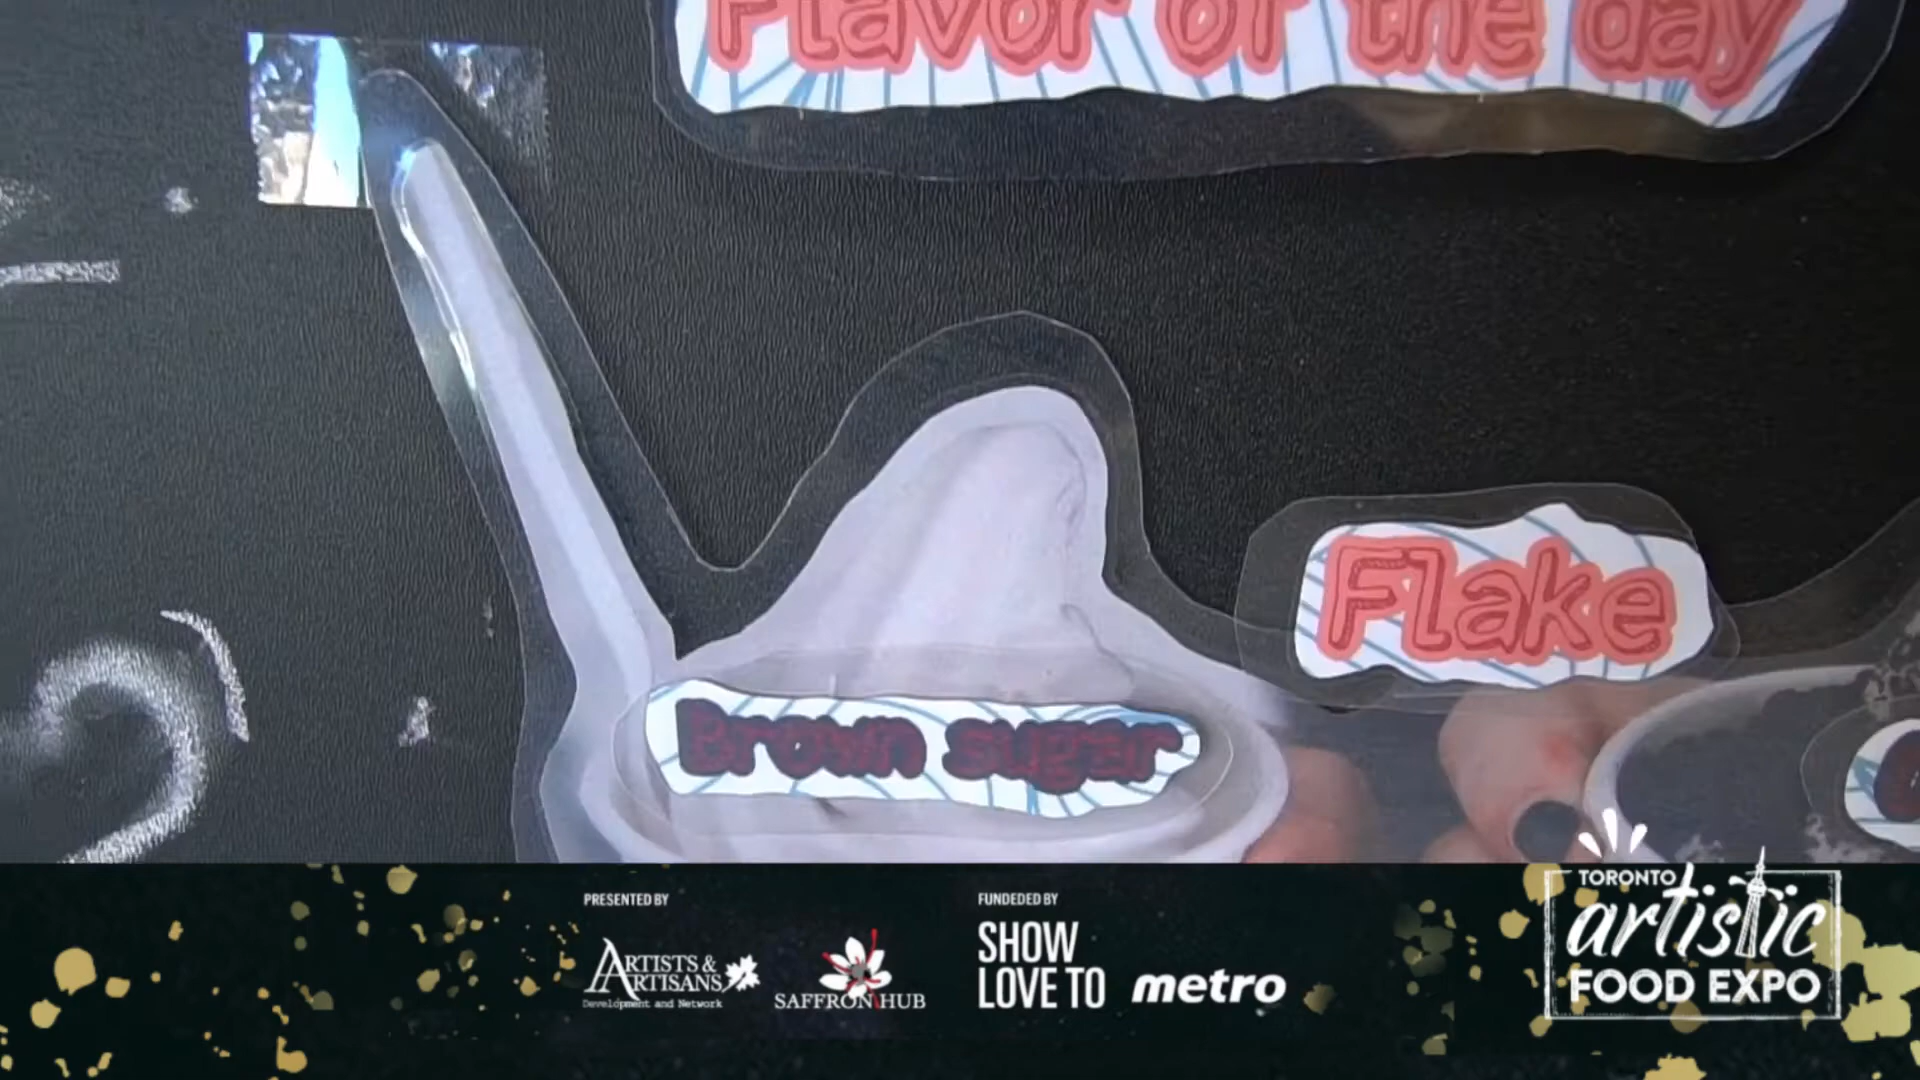 Flavor of the day
Flake
Brown sugar
PRESENTED BY
ARTISTS &
ARTISANS
Development and Network
SAFFRON HUB
FUNDEDED BY
SHOW
LOVE TO
metro
TORONTO
artistic
FOOD EXPO